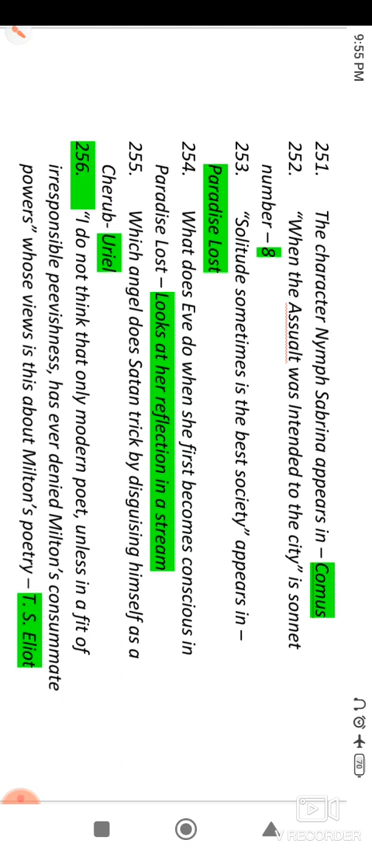 9:55 PM
70
251. The character Nymph Sabrina appears in – Comus
252. “When the Assualt was Intended to the city” is sonnet
number – 8
253. “Solitude sometimes is the best society” appears in –
Paradise Lost
254. What does Eve do when she first becomes conscious in
Paradise Lost – Looks at her reflection in a stream
255. Which angel does Satan trick by disguising himself as a
Cherub- Uriel
256. “I do not think that only modern poet, unless in a fit of
irresponsible peevishness, has ever denied Milton’s consummate
powers” whose views is this about Milton’s poetry – T. S. Eliot
V RECORDER